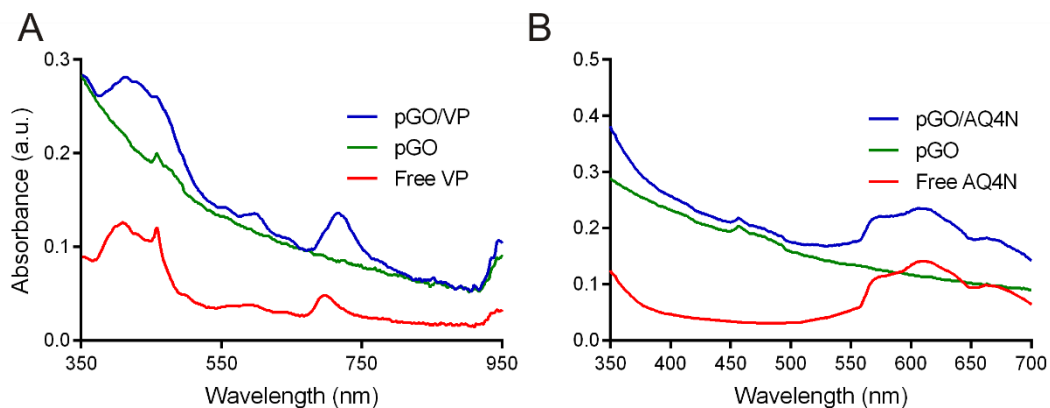 A
Absorbance (a.u.)
0.3
0.2
0.1
0.0
pGO/VP
pGO
Free VP
350 550 750 950
Wavelength (nm)
B
0.5
0.4
0.3
0.2
0.1
0.0
pGO/AQ4N
pGO
Free AQ4N
350 400 450 500 550 600 650 700
Wavelength (nm)